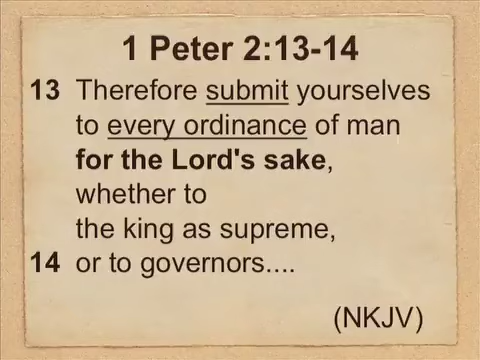 1 Peter 2:13-14
13 Therefore submit yourselves
to every ordinance of man
for the Lord's sake,
whether to
the king as supreme,
14 or to governors....
(NKJV)